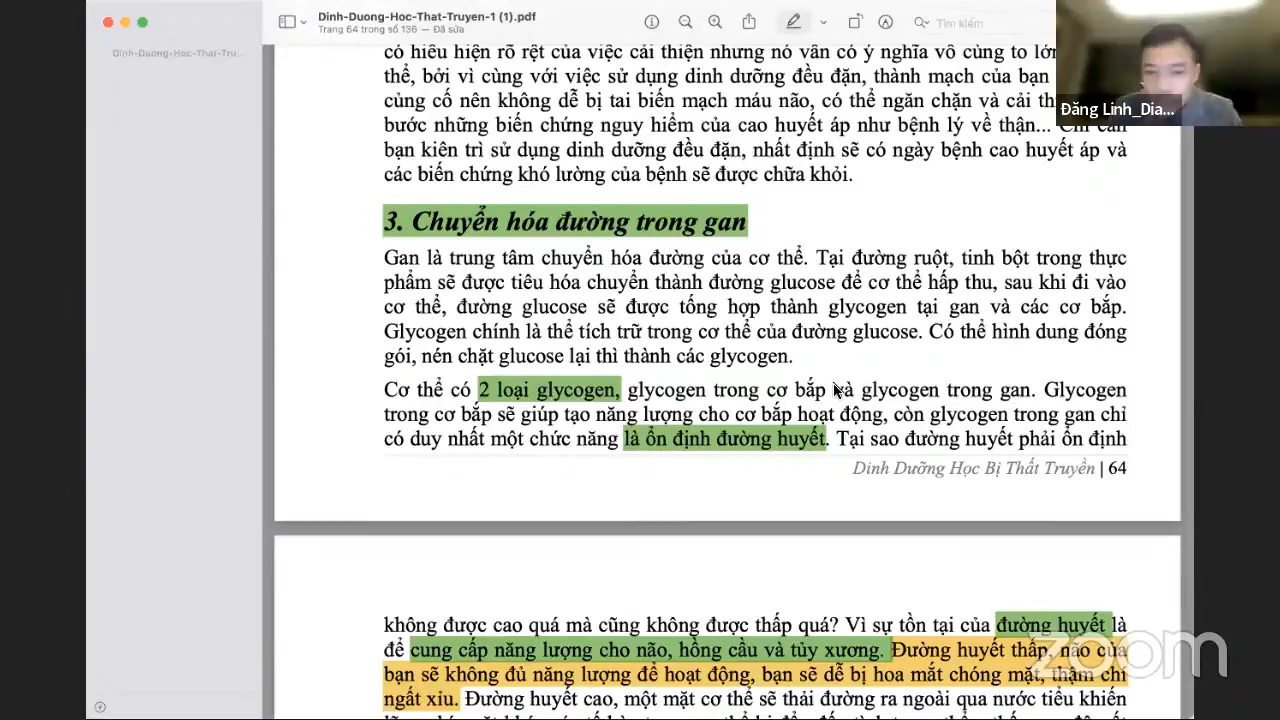 Dinh-Duong-Hoc-That-Truyen-1 (1).pdf
Trang 64 trong số 136 — Đã sửa
Tìm kiếm
Dinh-Duong-Hoc-That-Tru...
Đăng Linh_Dia...
có hiệu hiện rõ rệt của việc cải thiện nhưng nó vẫn có ý nghĩa vô cùng to lớn
thể, bởi vì cùng với việc sử dụng dinh dưỡng đều đặn, thành mạch của bạn
củng cố nên không dễ bị tai biến mạch máu não, có thể ngăn chặn và cải th
bước những biến chứng nguy hiểm của cao huyết áp như bệnh lý về thận... Chỉ cần
bạn kiên trì sử dụng dinh dưỡng đều đặn, nhất định sẽ có ngày bệnh cao huyết áp và
các biến chứng khó lường của bệnh sẽ được chữa khỏi.
3. Chuyển hóa đường trong gan
Gan là trung tâm chuyển hóa đường của cơ thể. Tại đường ruột, tinh bột trong thực
phẩm sẽ được tiêu hóa chuyển thành đường glucose để cơ thể hấp thu, sau khi đi vào
cơ thể, đường glucose sẽ được tổng hợp thành glycogen tại gan và các cơ bắp.
Glycogen chính là thể tích trữ trong cơ thể của đường glucose. Có thể hình dung đóng
gói, nén chặt glucose lại thì thành các glycogen.
Cơ thể có 2 loại glycogen, glycogen trong cơ bắp và glycogen trong gan. Glycogen
trong cơ bắp sẽ giúp tạo năng lượng cho cơ bắp hoạt động, còn glycogen trong gan chỉ
có duy nhất một chức năng là ổn định đường huyết. Tại sao đường huyết phải ổn định
Dinh Dưỡng Học Bị Thất Truyền | 64
không được cao quá mà cũng không được thấp quá? Vì sự tồn tại của đường huyết là
để cung cấp năng lượng cho não, hồng cầu và tủy xương. Đường huyết thấp, não của
bạn sẽ không đủ năng lượng để hoạt động, bạn sẽ dễ bị hoa mắt chóng mặt, thậm chí
ngất xỉu. Đường huyết cao, một mặt cơ thể sẽ thải đường ra ngoài qua nước tiểu khiến
zoom